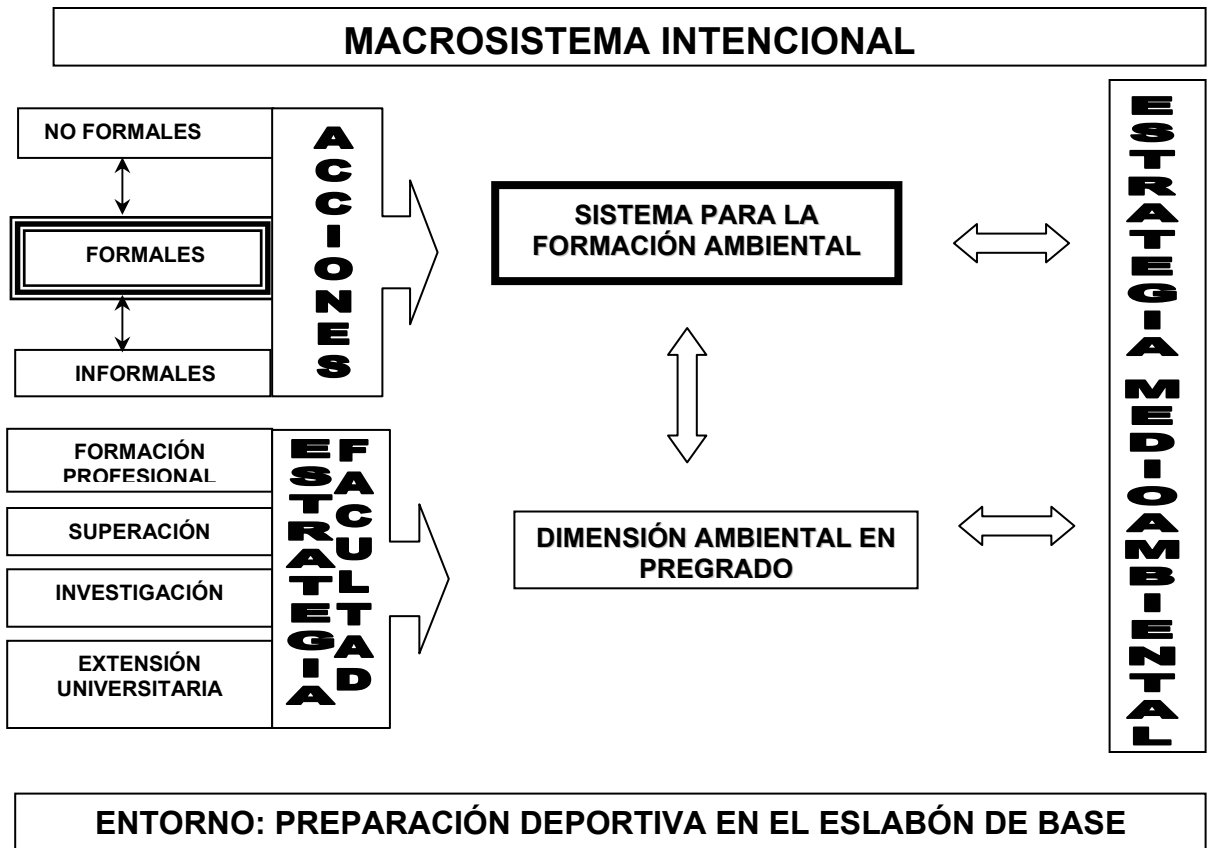 MACROSISTEMA INTENCIONAL
NO FORMALES
FORMALES
INFORMALES
ACCIONES
SISTEMA PARA LA
FORMACIÓN AMBIENTAL
FORMACIÓN
PROFESIONAL
SUPERACIÓN
INVESTIGACIÓN
EXTENSIÓN
UNIVERSITARIA
ESTRATEGIA
FACULTAD
DIMENSIÓN AMBIENTAL EN
PREGRADO
ESTRATEGIA MEDIOAMBIENTAL
ENTORNO: PREPARACIÓN DEPORTIVA EN EL ESLABÓN DE BASE